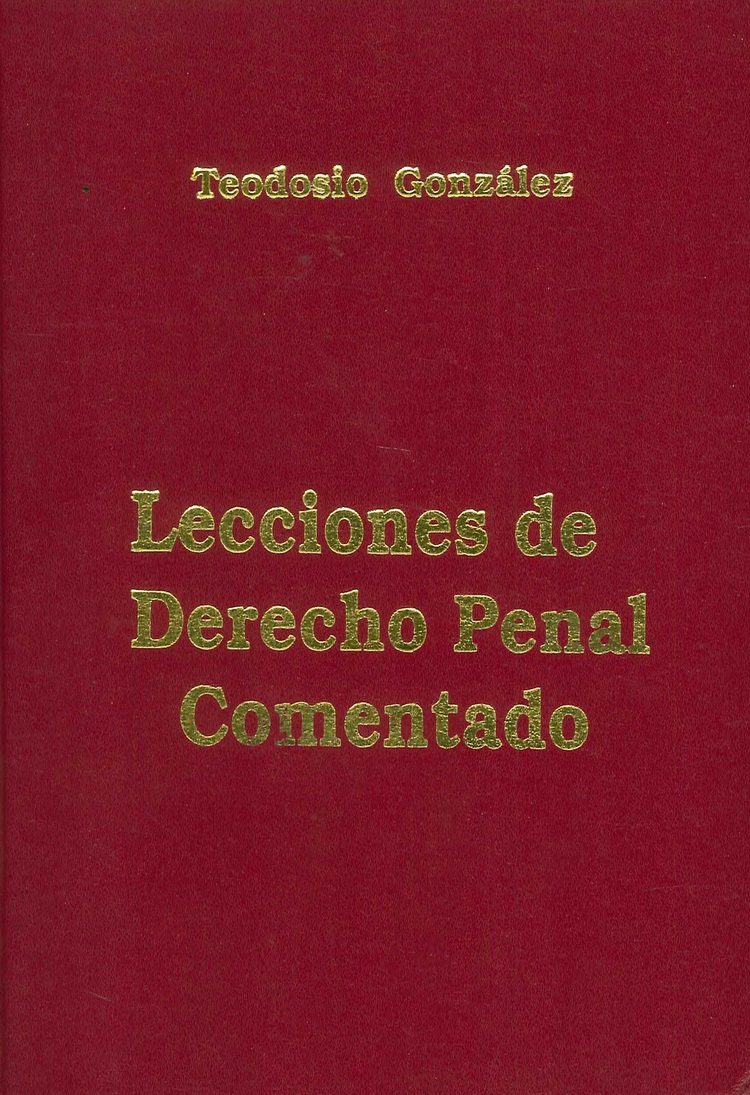 Teodosio González
Lecciones de
Derecho Penal
Comentado